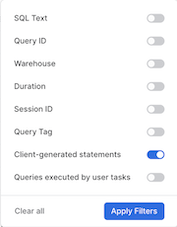 SQL Text
Query ID
Warehouse
Duration
Session ID
Query Tag
Client-generated statements
Queries executed by user tasks
Clear all Apply Filters